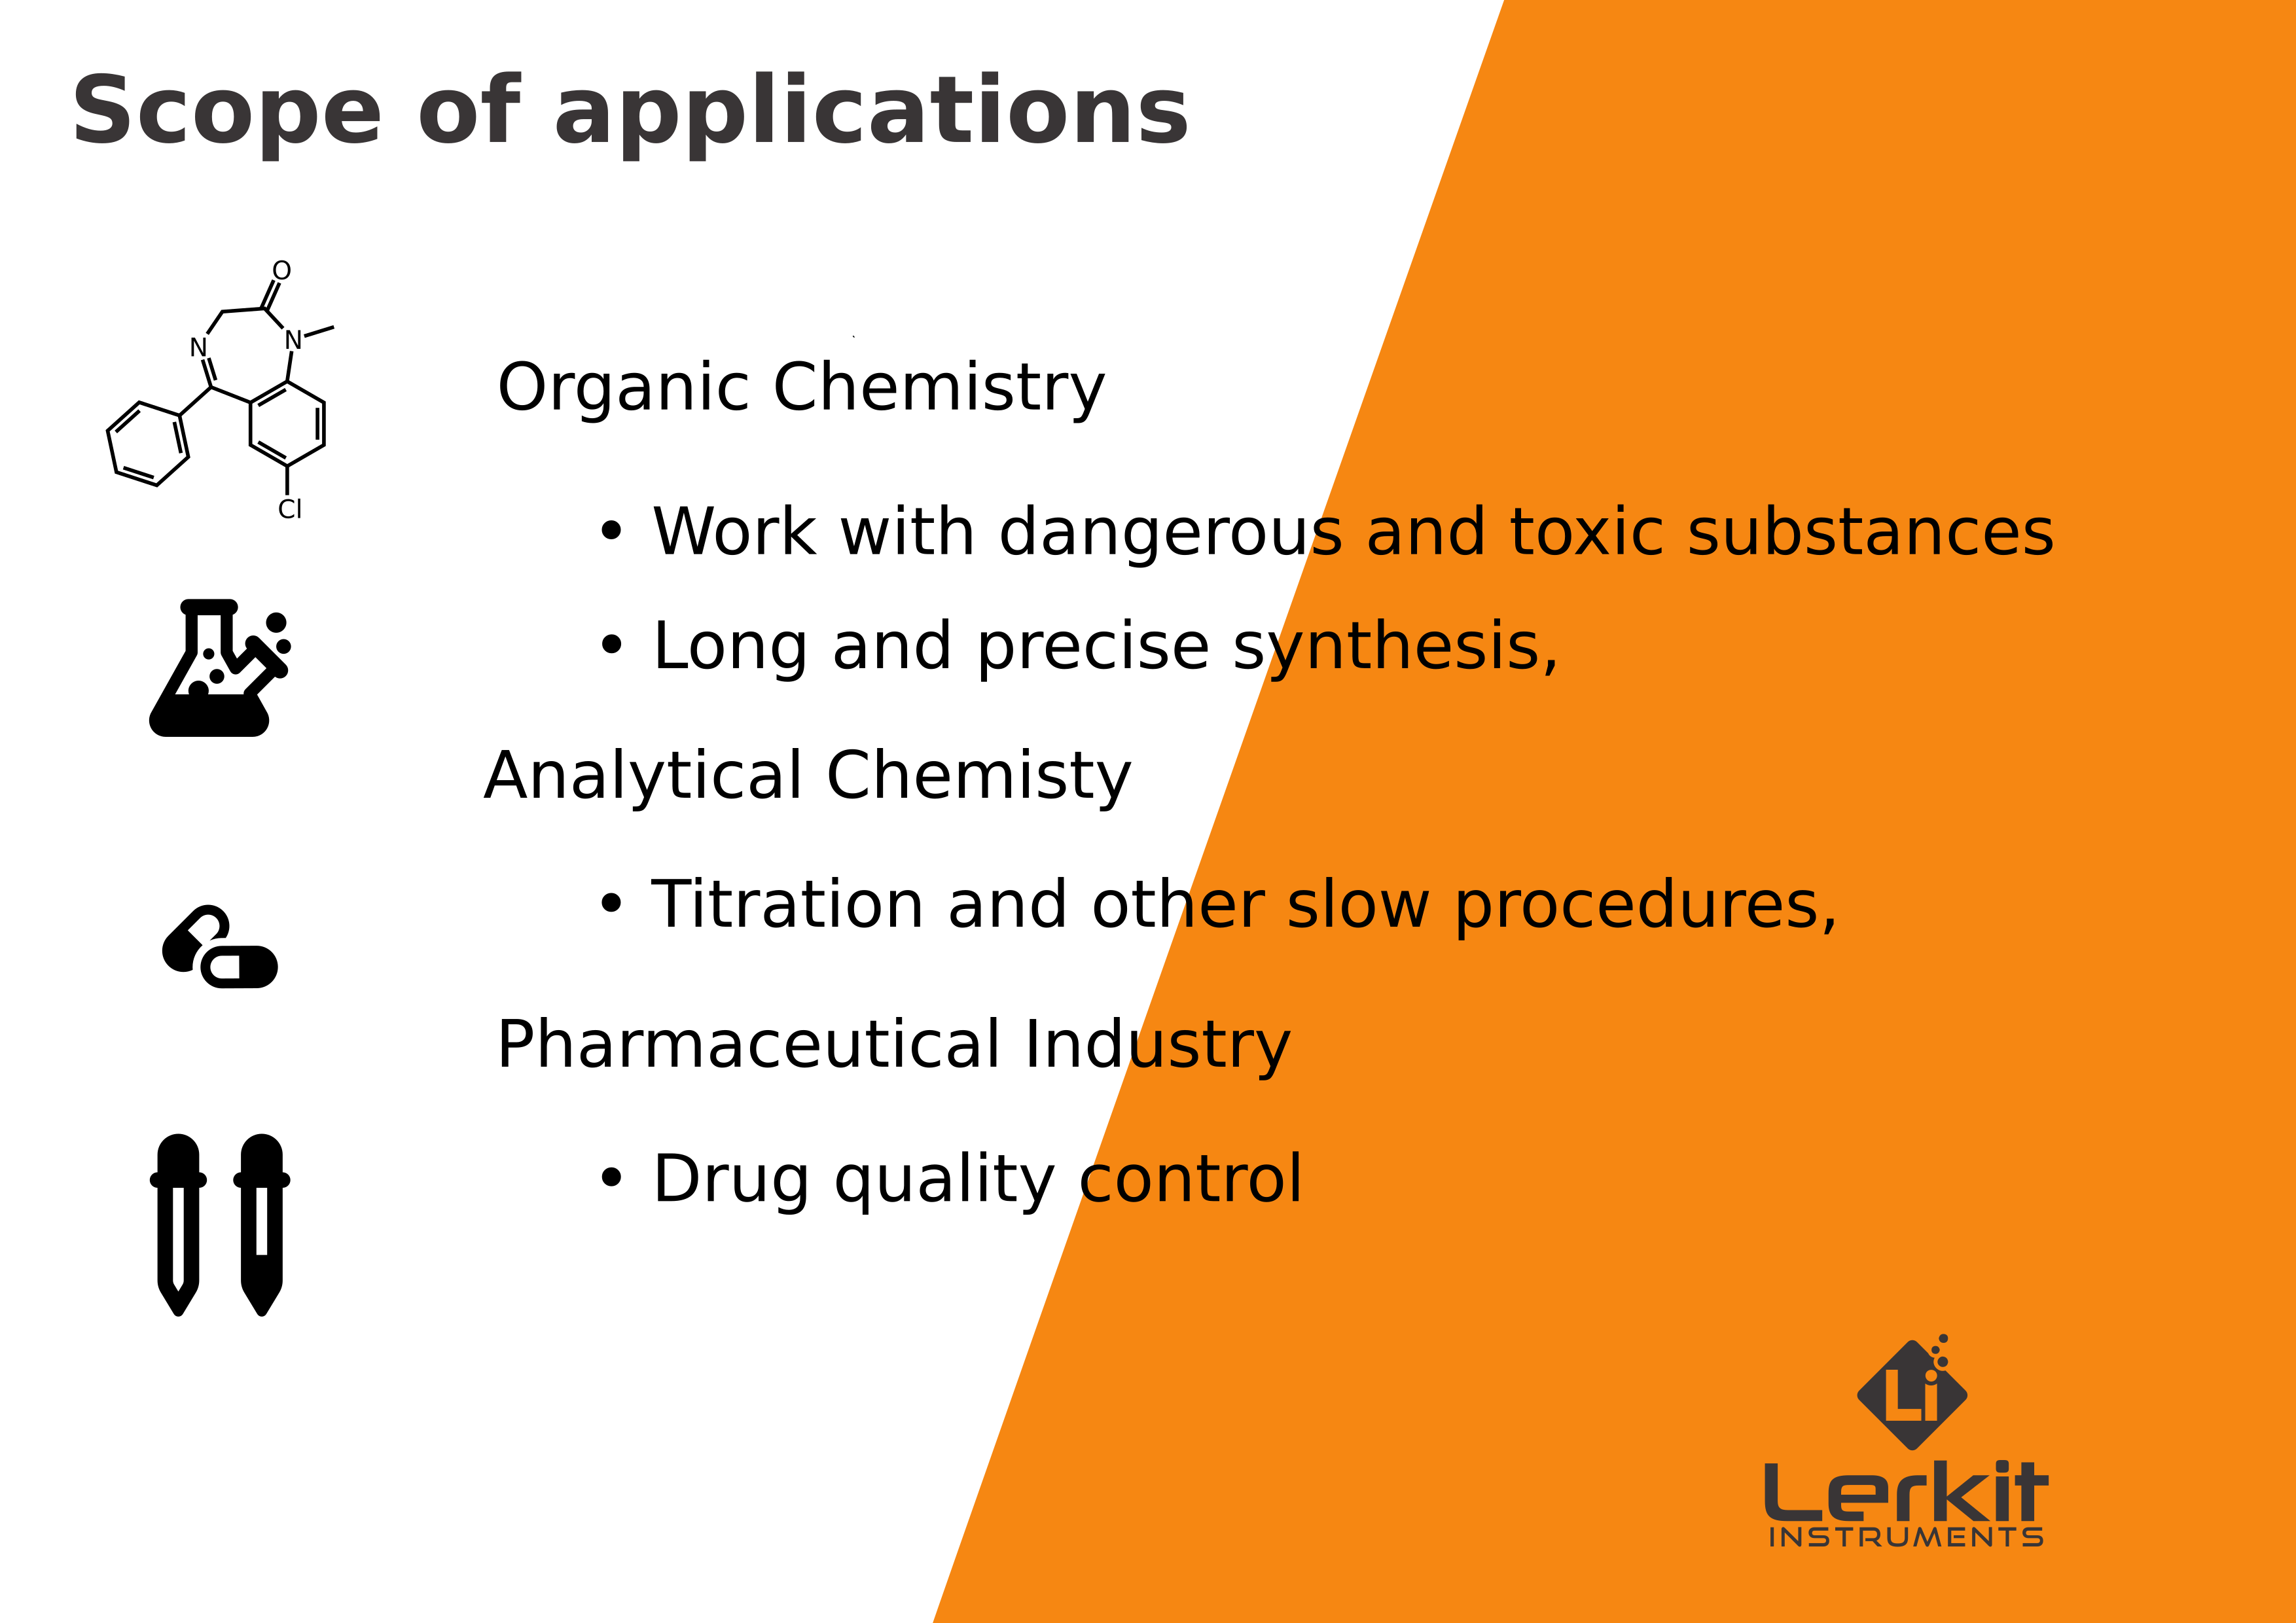 Scope of applications
O
N
N
Cl
Organic Chemistry
• Work with dangerous and toxic substances
• Long and precise synthesis,
Analytical Chemisty
• Titration and other slow procedures,
Pharmaceutical Industry
• Drug quality control
Li
Lerkit
INSTRUMENTS